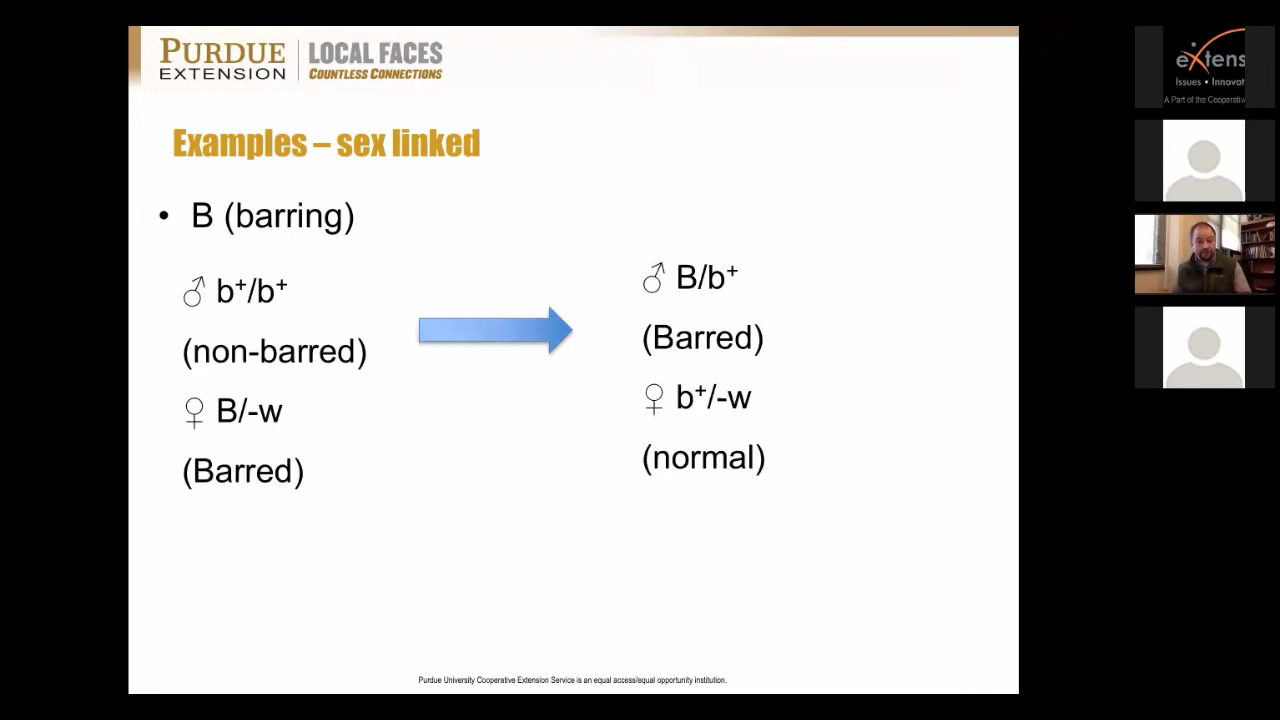 PURDUE
EXTENSION
LOCAL FACES
COUNTLESS CONNECTIONS
Examples – sex linked
• B (barring)
♂ b⁺/b⁺
(non-barred)
♀ B/-w
(Barred)
♂ B/b⁺
(Barred)
♀ b⁺/-w
(normal)
Purdue University Cooperative Extension Service is an equal access/equal opportunity institution.
eXtens
Issues • Innovat
A Part of the Cooperativ